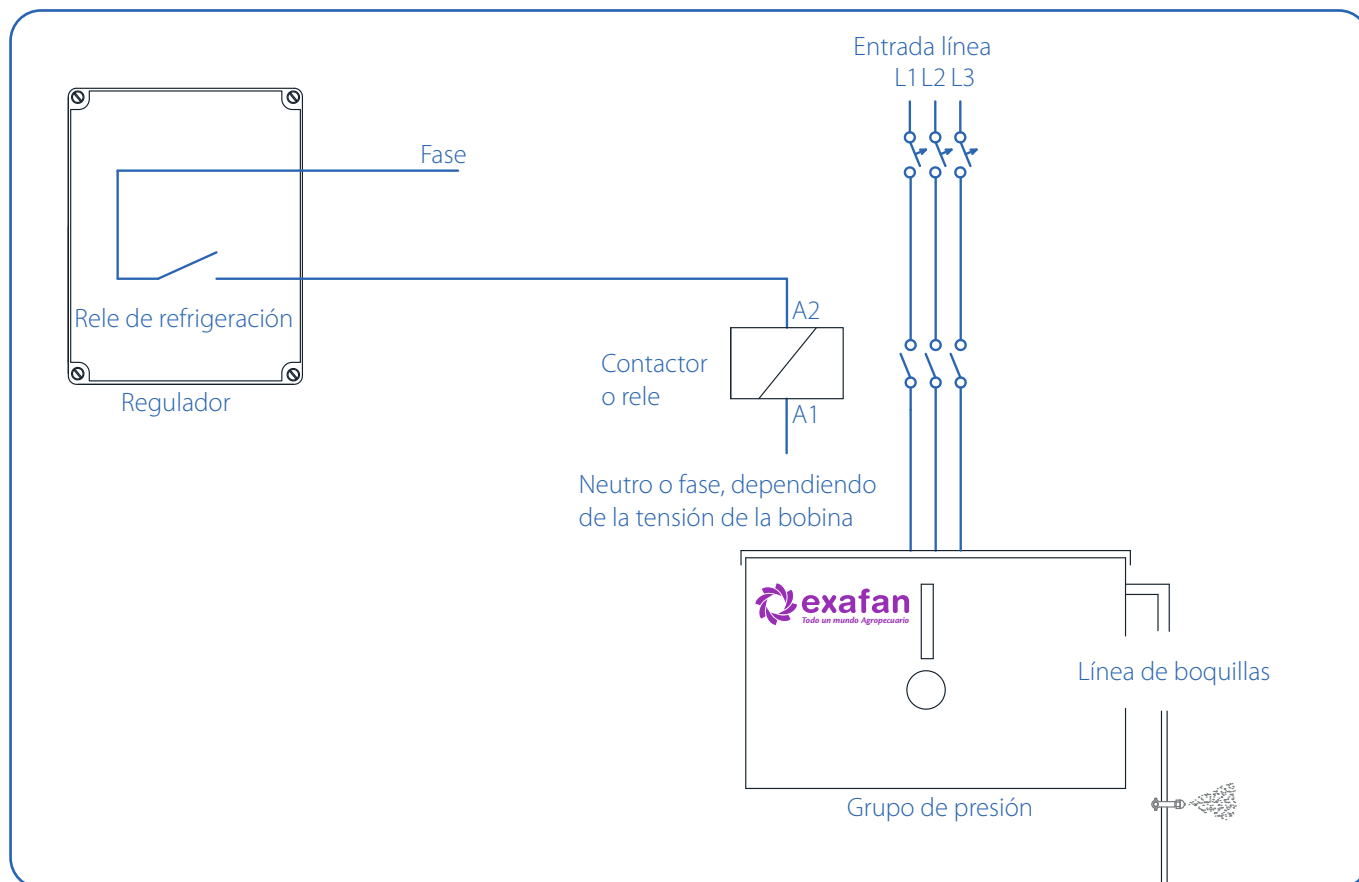 Entrada línea
L1 L2 L3
Fase
Rele de refrigeración
Regulador
A2
Contactor
o rele
A1
Neutro o fase, dependiendo
de la tensión de la bobina
exafan
Todo un mundo Agropecuario
Línea de boquillas
Grupo de presión